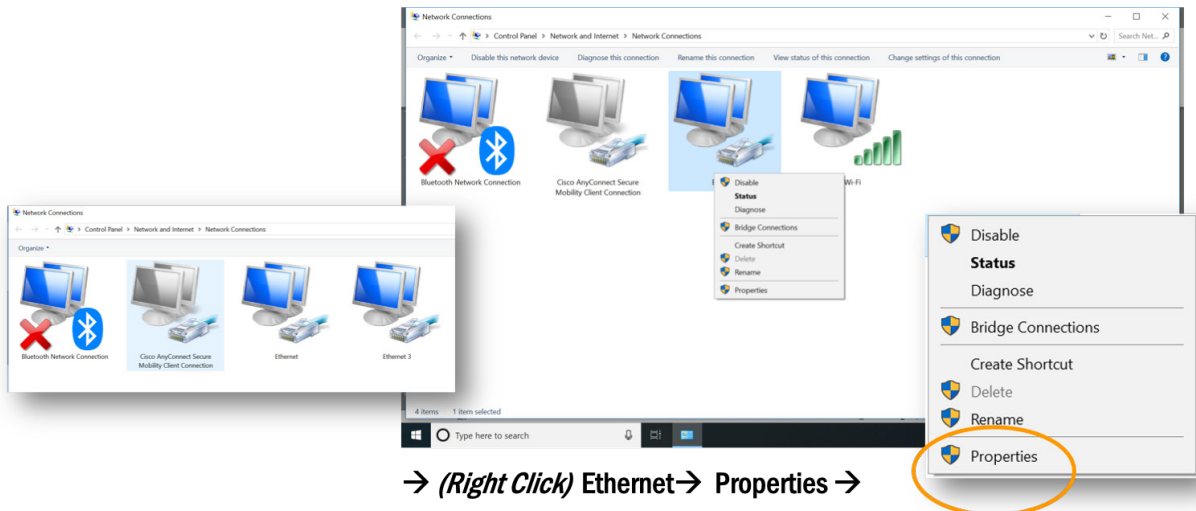 Network Connections
Control Panel > Network and Internet > Network Connections
Search Net...
Organize
Disable this network device
Diagnose this connection
Rename this connection
View status of this connection
Change settings of this connection
Bluetooth Network Connection
Cisco AnyConnect Secure
Mobility Client Connection
Wi-Fi
Disable
Status
Diagnose
Bridge Connections
Create Shortcut
Delete
Rename
Properties
4 items
1 item selected
Type here to search
Network Connections
Control Panel > Network and Internet > Network Connections
Organize
Bluetooth Network Connection
Cisco AnyConnect Secure
Mobility Client Connection
Ethernet
Ethernet 3
Disable
Status
Diagnose
Bridge Connections
Create Shortcut
Delete
Rename
Properties
→ (Right Click) Ethernet→ Properties →